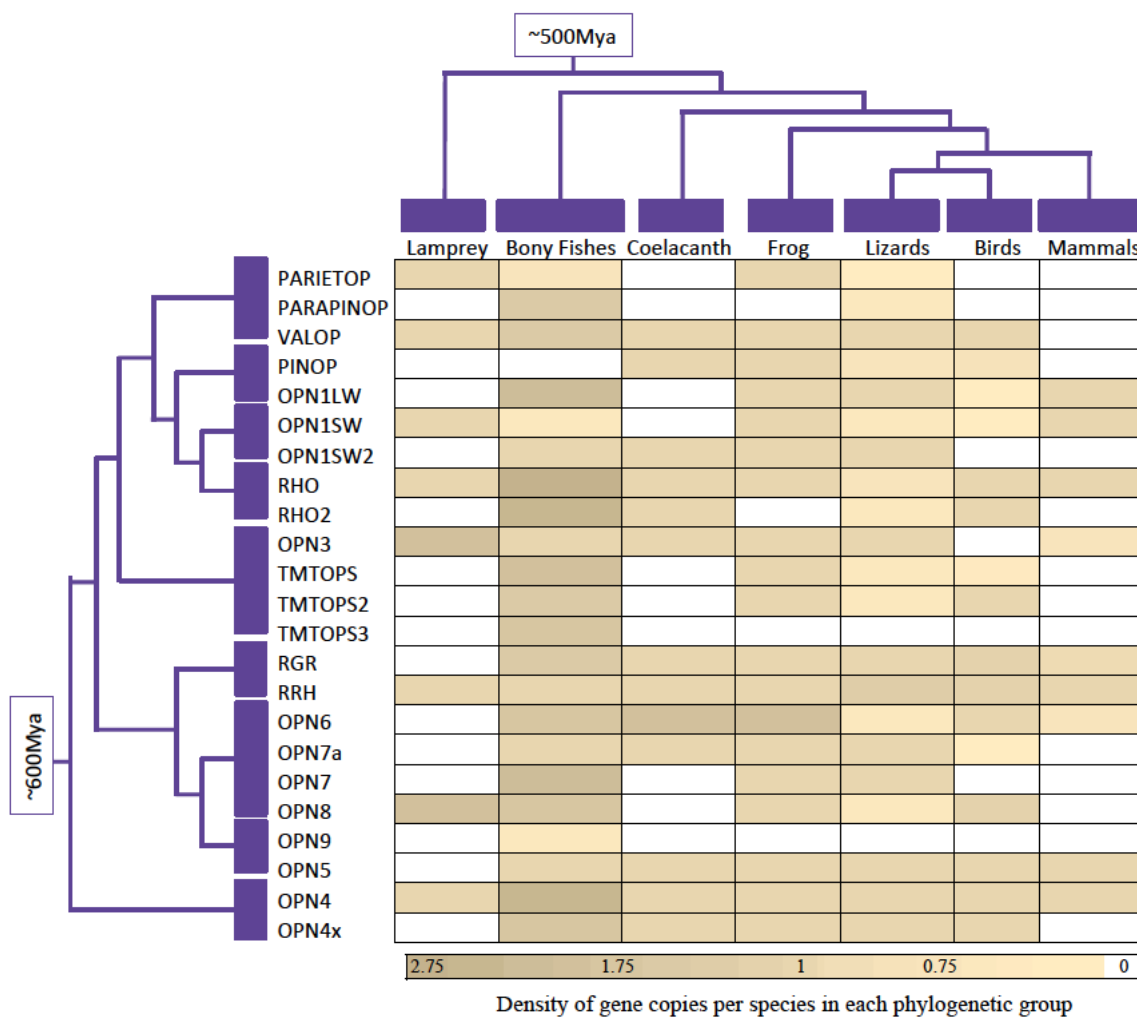 ~500Mya
Lamprey Bony Fishes Coelacanth Frog Lizards Birds Mammals
PARIETOP
PARAPINOP
VALOP
PINOP
OPN1LW
OPN1SW
OPN1SW2
RHO
RHO2
OPN3
TMTOPS
TMTOPS2
TMTOPS3
RGR
RRH
OPN6
OPN7a
OPN7
OPN8
OPN9
OPN5
OPN4
OPN4x
~600Mya
2.75 1.75 1 0.75 0
Density of gene copies per species in each phylogenetic group